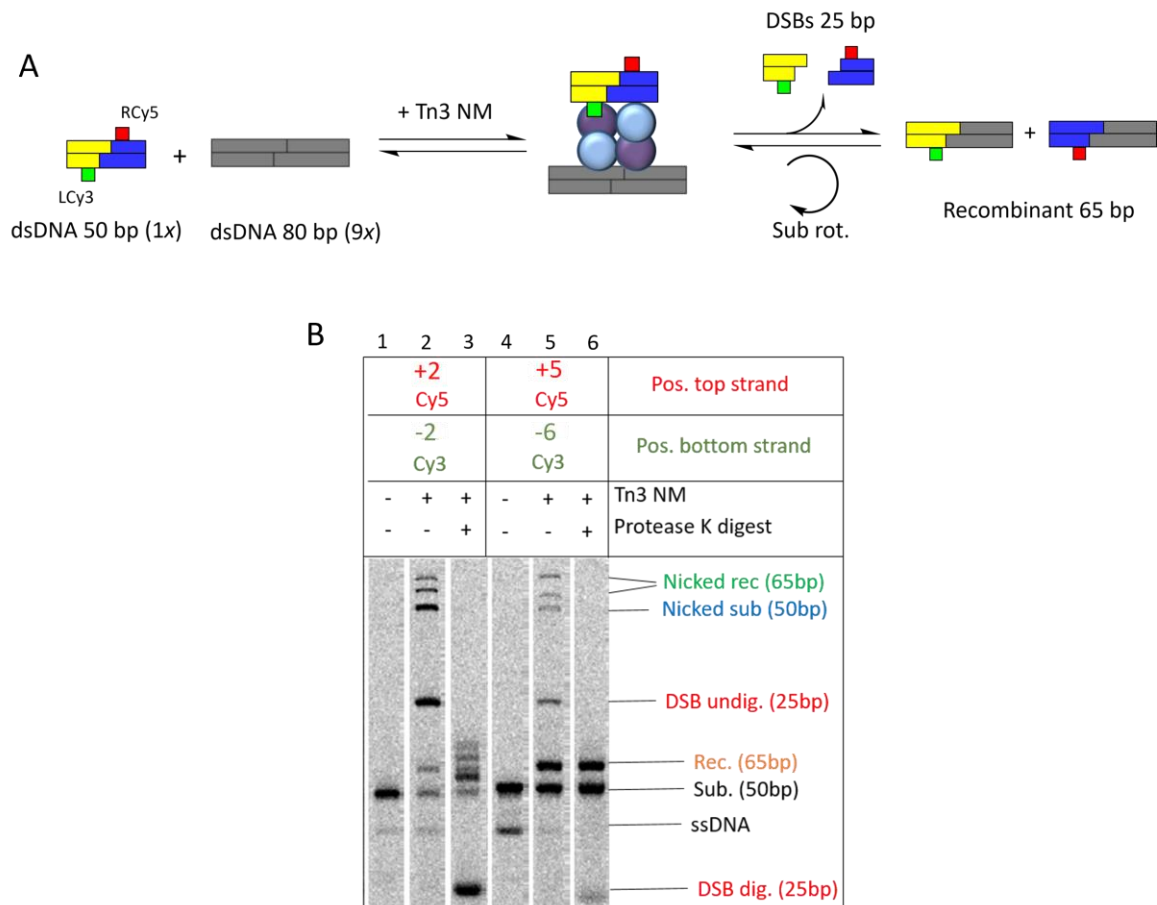 A
RCy5
LCy3
dsDNA 50 bp (1x)
+
dsDNA 80 bp (9x)
+ Tn3 NM
DSBs 25 bp
Sub rot.
+
Recombinant 65 bp
B
1 2 3 4 5 6
+2 +5
Cy5 Cy5 Pos. top strand
-2 -6
Cy3 Cy3 Pos. bottom strand
- + + - + + Tn3 NM
- - + - - + Protease K digest
Nicked rec (65bp)
Nicked sub (50bp)
DSB undig. (25bp)
Rec. (65bp)
Sub. (50bp)
ssDNA
DSB dig. (25bp)